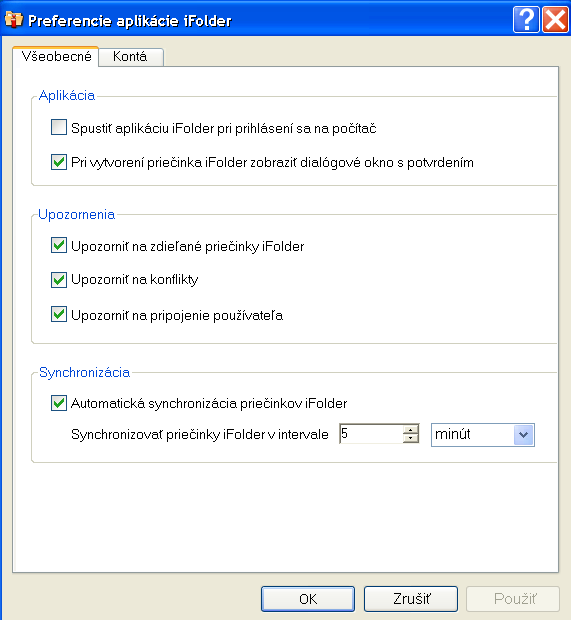 Preferencie aplikácie iFolder
Všeobecné Kontá
Aplikácia
Spustiť aplikáciu iFolder pri prihlásení sa na počítač
Pri vytvorení priečinka iFolder zobraziť dialógové okno s potvrdením
Upozornenia
Upozorniť na zdieľané priečinky iFolder
Upozorniť na konflikty
Upozorniť na pripojenie používateľa
Synchronizácia
Automatická synchronizácia priečinkov iFolder
Synchronizovať priečinky iFolder v intervale 5 minút
OK Zrušiť Použiť